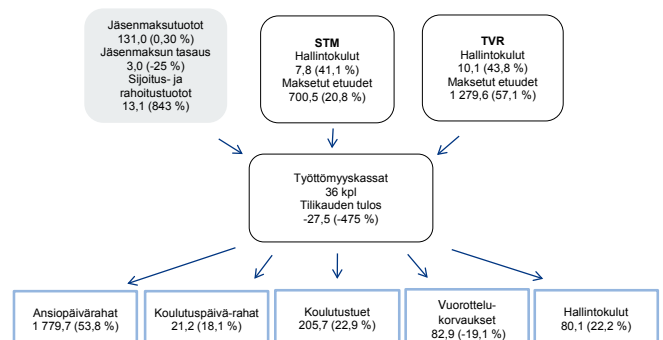 Jäsenmaksutuotot
131,0 (0,30 %)
Jäsenmaksun tasaus
3,0 (-25 %)
Sijoitus- ja
rahoitustuotot
13,1 (843 %)
STM
Hallintokulut
7,8 (41,1 %)
Maksetut etuudet
700,5 (20,8 %)
TVR
Hallintokulut
10,1 (43,8 %)
Maksetut etuudet
1 279,6 (57,1 %)
Työttömyyskassat
36 kpl
Tilikauden tulos
-27,5 (-475 %)
Ansiopäivärahat
1 779,7 (53,8 %)
Koulutuspäivä-rahat
21,2 (18,1 %)
Koulutustuet
205,7 (22,9 %)
Vuorottelu-
korvaukset
82,9 (-19,1 %)
Hallintokulut
80,1 (22,2 %)